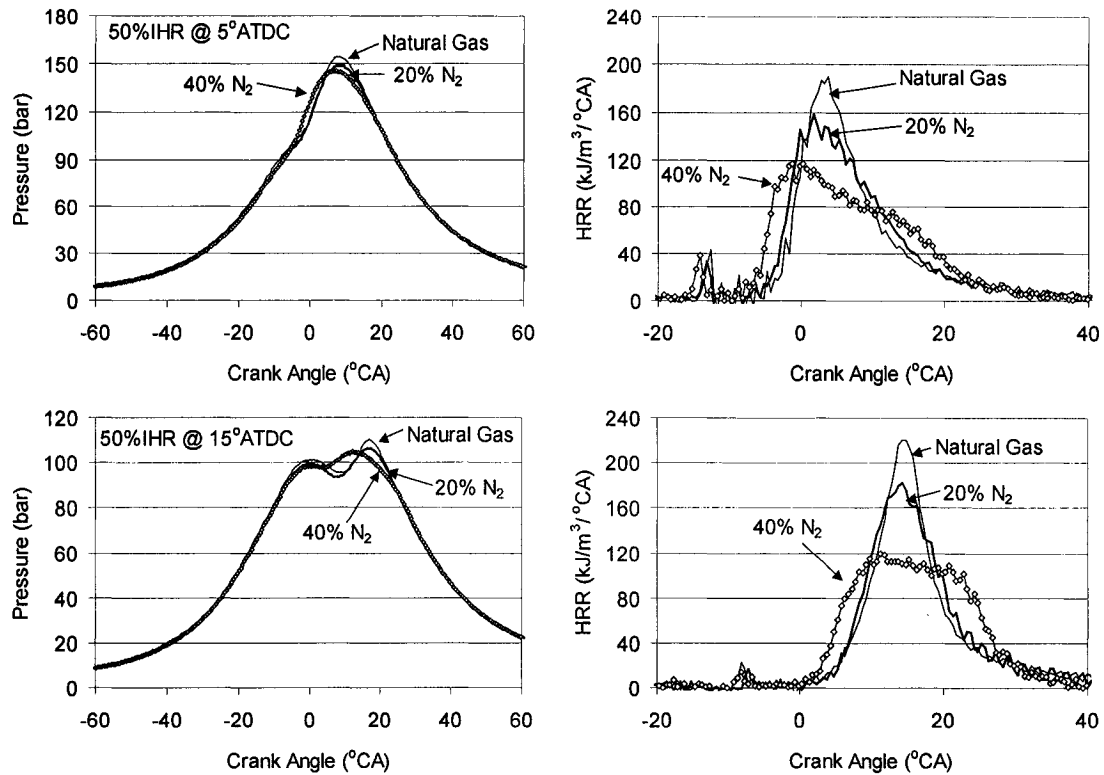 50%IHR @ 5°ATDC
Natural Gas
20% N₂
40% N₂
Pressure (bar)
180
150
120
90
60
30
0
-60 -40 -20 0 20 40 60
Crank Angle (°CA)
Natural Gas
20% N₂
40% N₂
HRR (kJ/m³/°CA)
240
200
160
120
80
40
0
-20 0 20 40
Crank Angle (°CA)
50%IHR @ 15°ATDC
Natural Gas
20% N₂
40% N₂
Pressure (bar)
120
100
80
60
40
20
0
-60 -40 -20 0 20 40 60
Crank Angle (°CA)
Natural Gas
20% N₂
40% N₂
HRR (kJ/m³/°CA)
240
200
160
120
80
40
0
-20 0 20 40
Crank Angle (°CA)